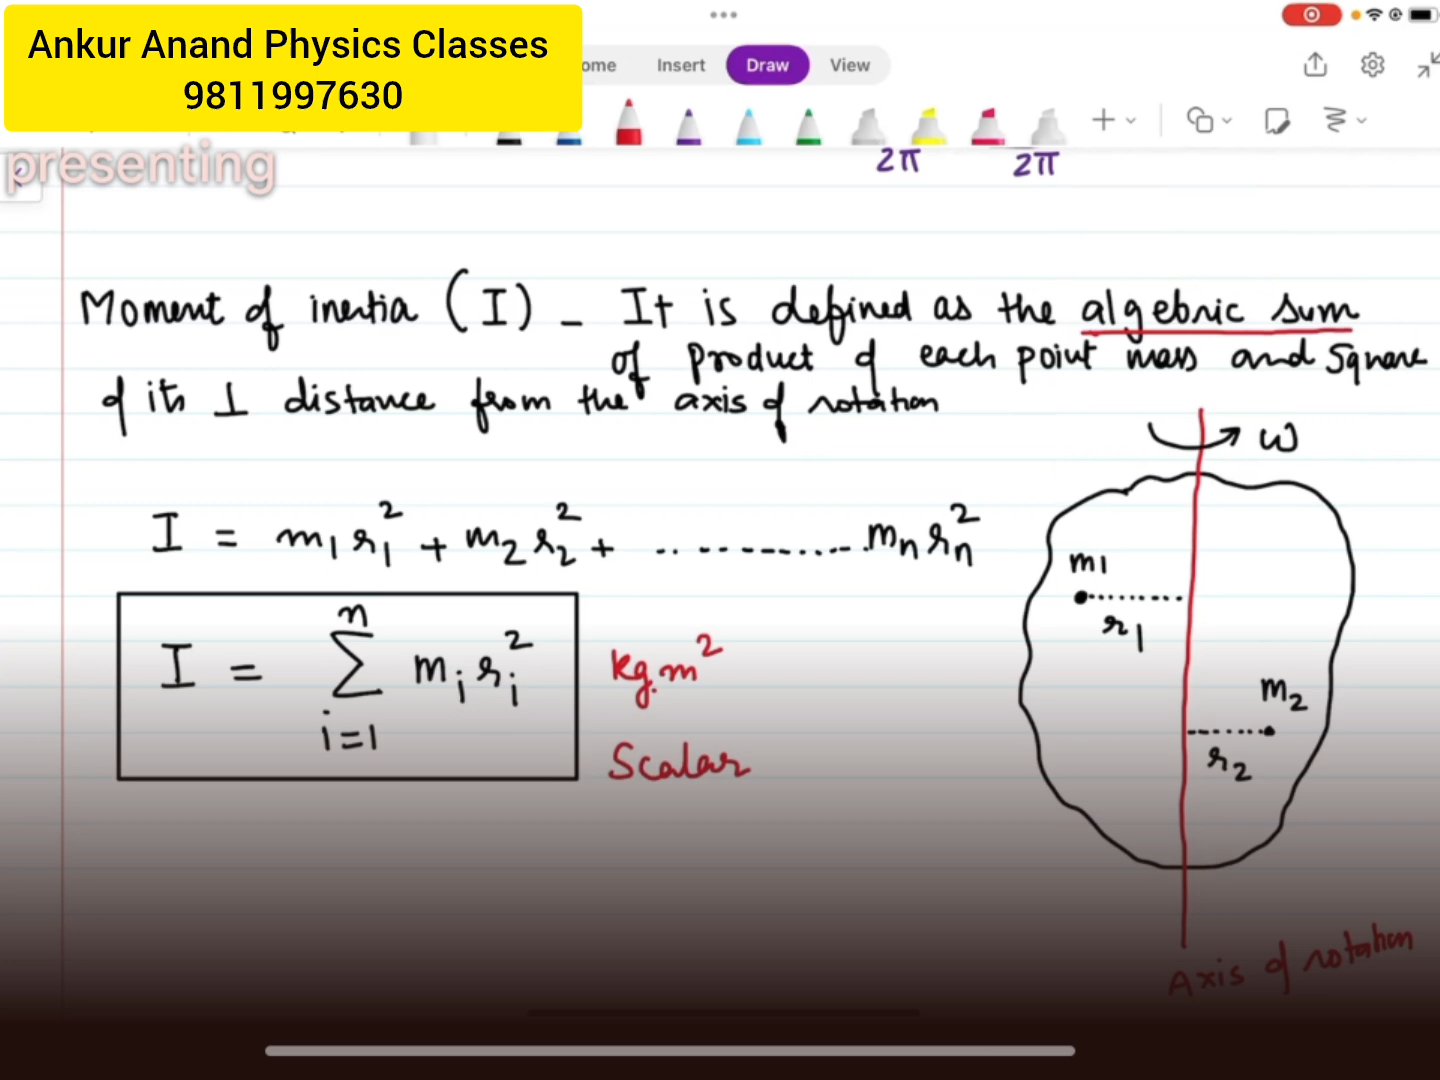 Ankur Anand Physics Classes
9811997630
ome Insert Draw View
presenting
2π 2π
Moment of inertia (I) - It is defined as the algebric sum
of product of each point mass and square
of its ⊥ distance from the axis of rotation
ω
I = m₁r₁² + m₂r₂² + ............... mₙrₙ²
m₁
r₁
I = Σ mᵢrᵢ²
n
i=1
kg.m²
Scalar
m₂
r₂
Axis of rotation